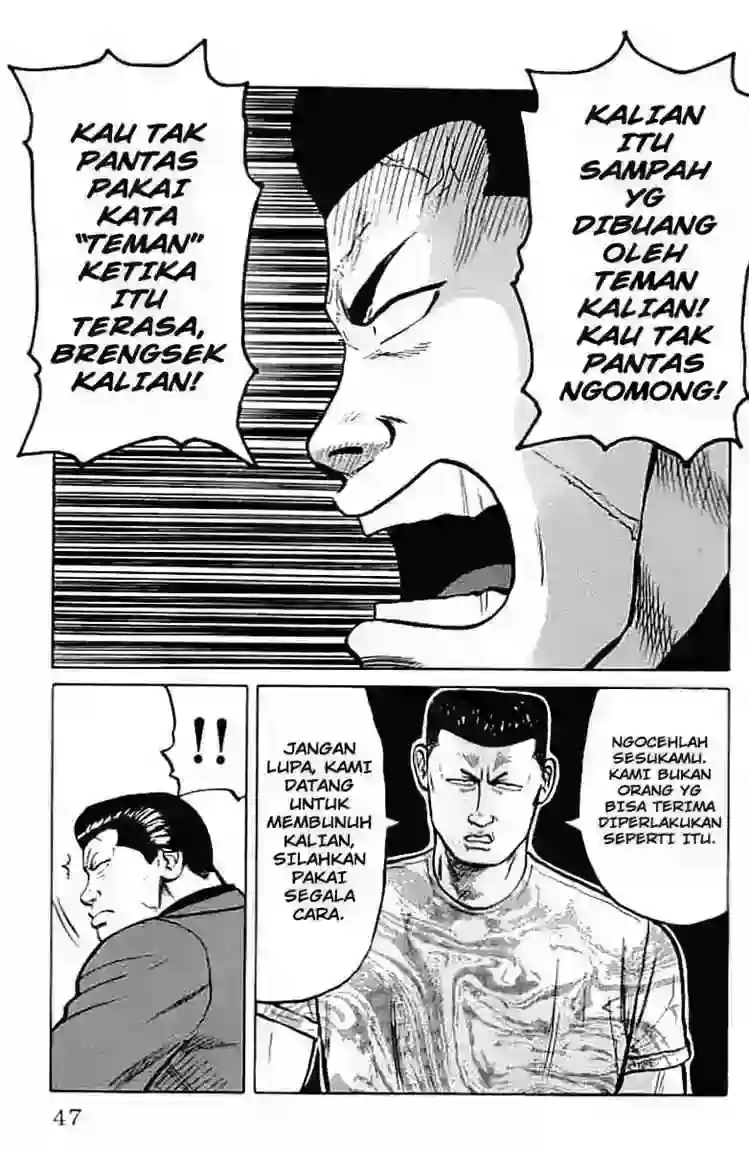 KALIAN
ITU
SAMPAH
YG
DIBUANG
OLEH
TEMAN
KALIAN!
KAU TAK
PANTAS
NGOMONG!
KAU TAK
PANTAS
PAKAI
KATA
"TEMAN"
KETIKA
ITU
TERASA,
BRENGSEK
KALIAN!
NGOCEHLAH
SESUKAMU.
KAMI BUKAN
ORANG YG
BISA TERIMA
DIPERLAKUKAN
SEPERTI ITU.
JANGAN
LUPA, KAMI
DATANG
UNTUK
MEMBUNUH
KALIAN,
SILAHKAN
PAKAI
SEGALA
CARA.
!!
47